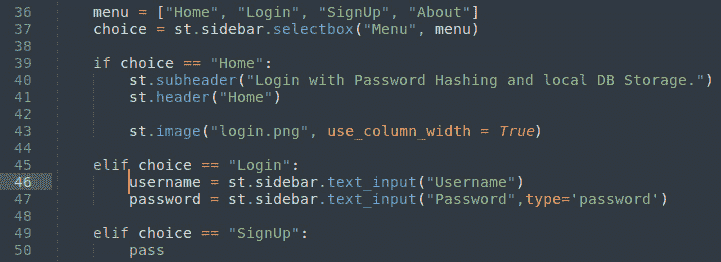 36 menu = ["Home", "Login", "SignUp", "About"]
37 choice = st.sidebar.selectbox("Menu", menu)
38
39 if choice == "Home":
40 st.subheader("Login with Password Hashing and local DB Storage.")
41 st.header("Home")
42
43 st.image("login.png", use_column_width = True)
44
45 elif choice == "Login":
46 username = st.sidebar.text_input("Username")
47 password = st.sidebar.text_input("Password",type='password')
48
49 elif choice == "SignUp":
50 pass